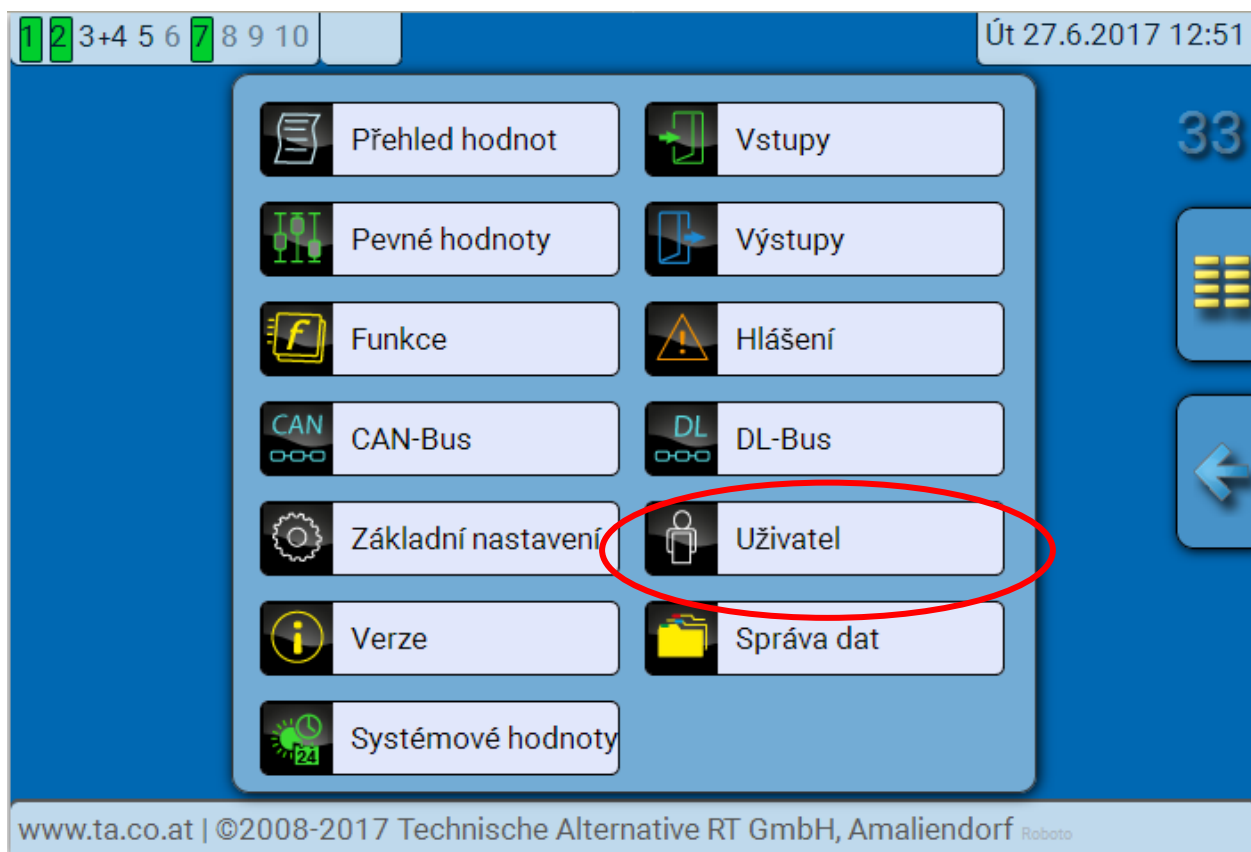 1 2 3+4 5 6 7 8 9 10
Út 27.6.2017 12:51
33
Přehled hodnot
Vstupy
Pevné hodnoty
Výstupy
f
Funkce
Hlášení
CAN
CAN-Bus
DL
DL-Bus
Základní nastavení
Uživatel
Verze
Správa dat
24
Systémové hodnoty
www.ta.co.at | ©2008-2017 Technische Alternative RT GmbH, Amaliendorf Roboto